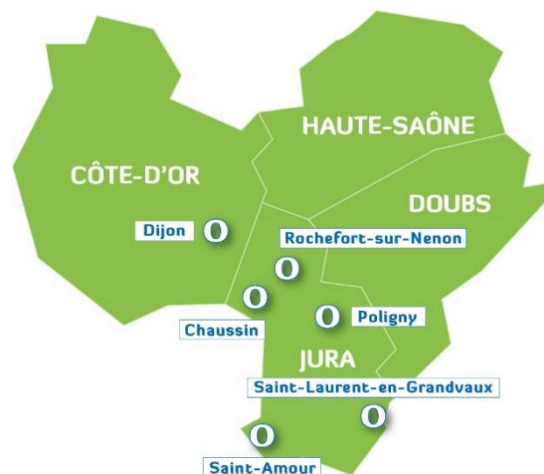 HAUTE-SAÔNE
CÔTE-D'OR
DOUBS
Dijon
Rochefort-sur-Nenon
Chaussin
Poligny
JURA
Saint-Laurent-en-Grandvaux
Saint-Amour